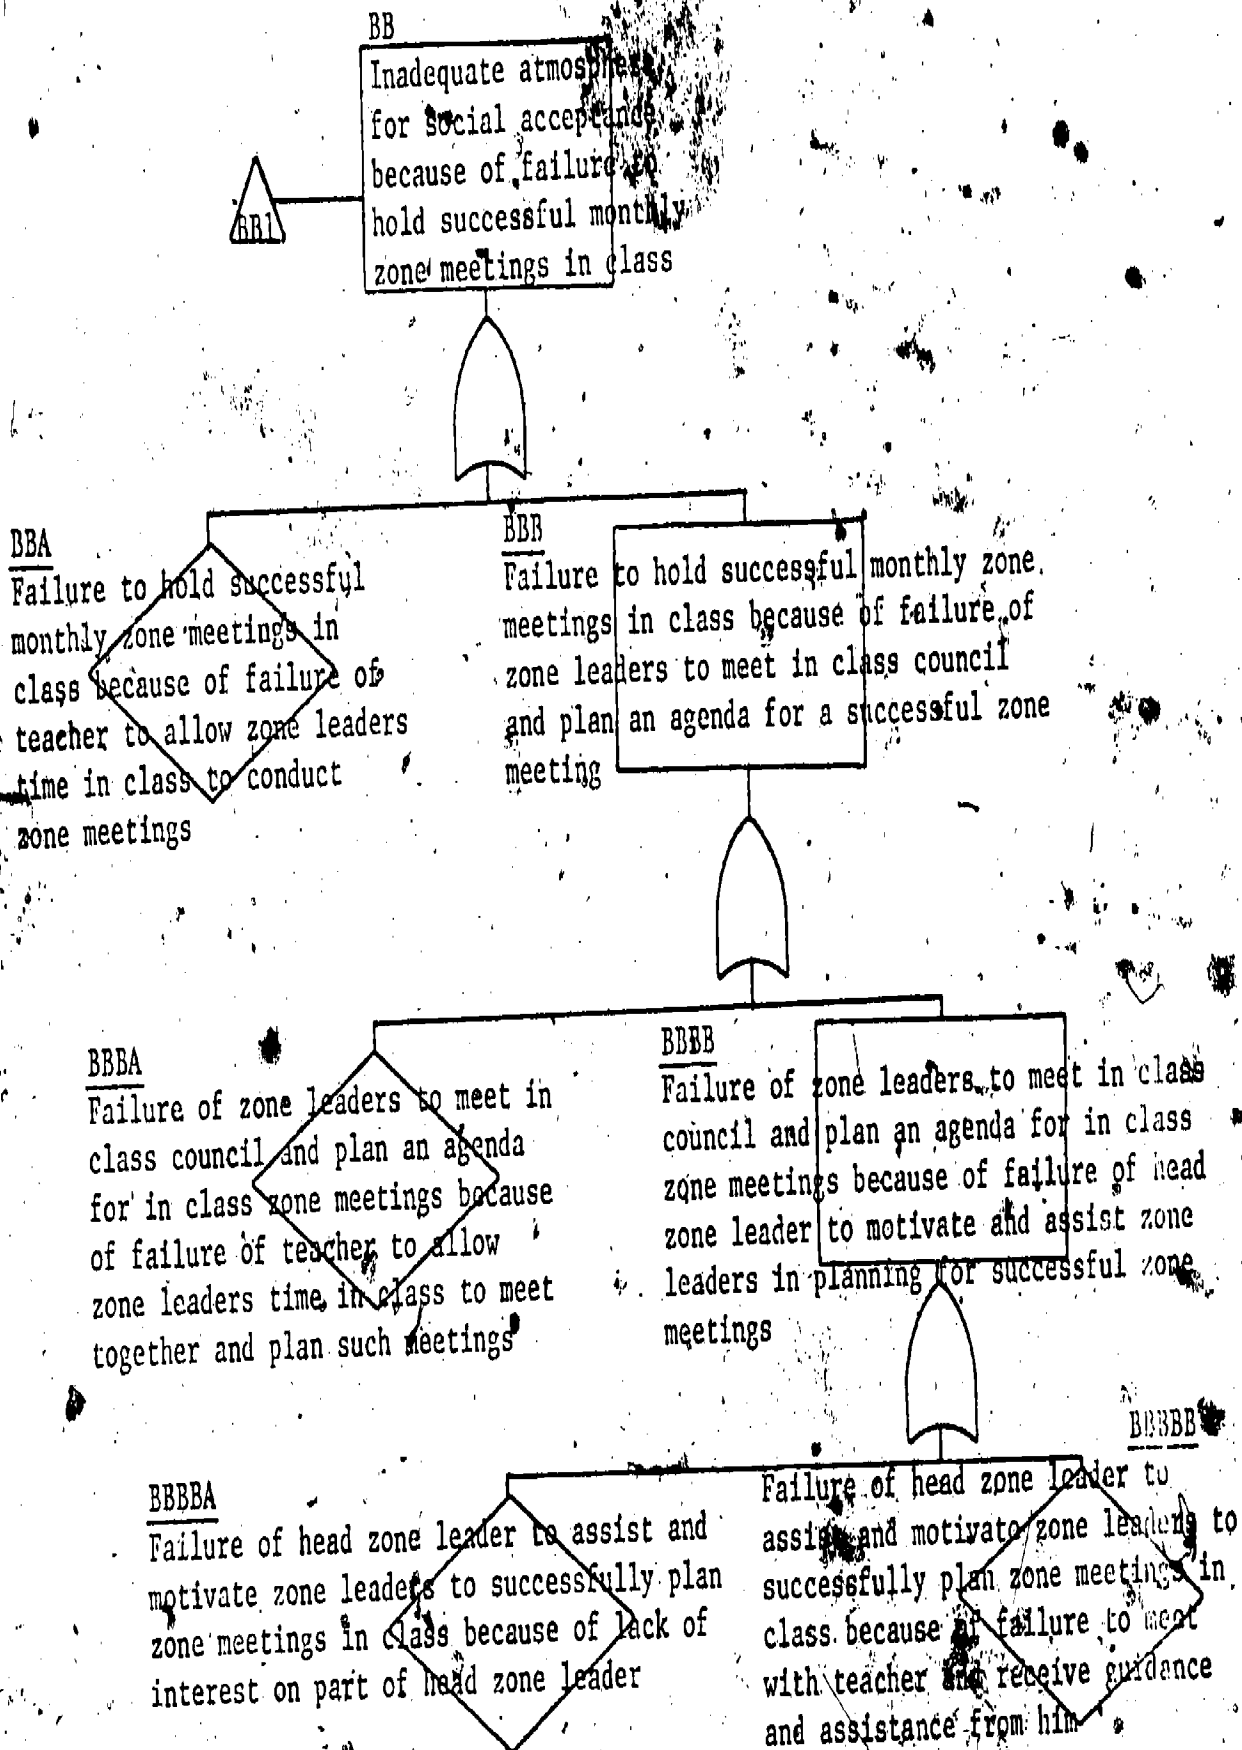 BB
Inadequate atmosphere
for social acceptance
because of failure to
hold successful monthly
zone meetings in class
BB1
BBA
Failure to hold successful
monthly zone meetings in
class because of failure of
teacher to allow zone leaders
time in class to conduct
zone meetings
BBB
Failure to hold successful monthly zone
meetings in class because of failure of
zone leaders to meet in class council
and plan an agenda for a successful zone
meeting
BBBA
Failure of zone leaders to meet in
class council and plan an agenda
for in class zone meetings because
of failure of teacher to allow
zone leaders time in class to meet
together and plan such meetings
BBBB
Failure of zone leaders to meet in class
council and plan an agenda for in class
zone meetings because of failure of head
zone leader to motivate and assist zone
leaders in planning for successful zone
meetings
BBBBA
Failure of head zone leader to assist and
motivate zone leaders to successfully plan
zone meetings in class because of lack of
interest on part of head zone leader
BBBBB
Failure of head zone leader to
assist and motivate zone leaders to
successfully plan zone meetings in
class because of failure to meet
with teacher and receive guidance
and assistance from him